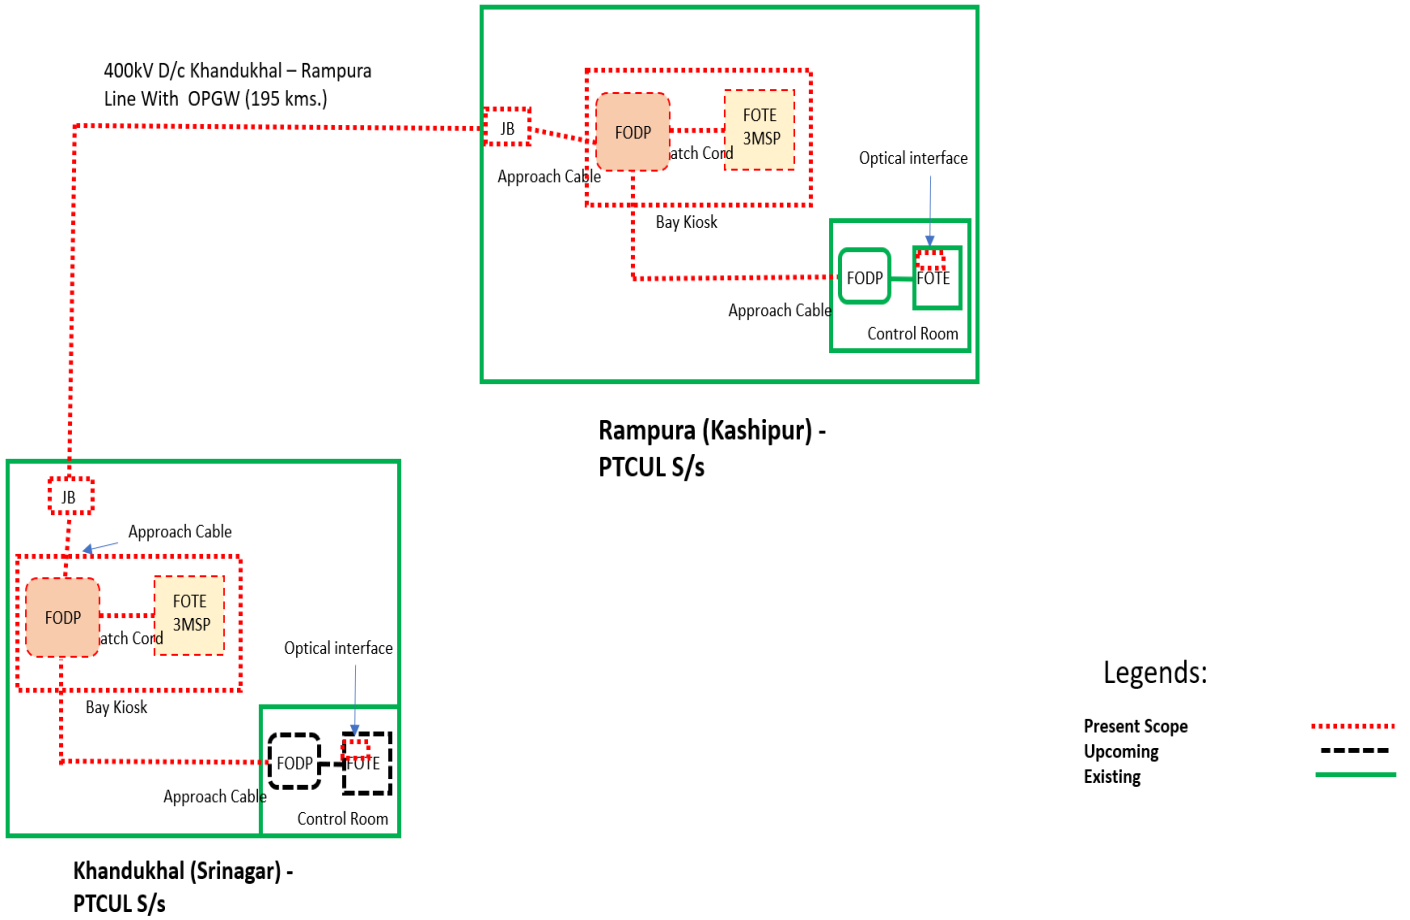 400kV D/c Khandukhal – Rampura
Line With OPGW (195 kms.)
JB
FODP
FOTE
3MSP
atch Cord
Approach Cable
Bay Kiosk
Optical interface
FODP
FOTE
Approach Cable
Control Room
Rampura (Kashipur) -
PTCUL S/s
JB
Approach Cable
FODP
FOTE
3MSP
atch Cord
Bay Kiosk
Optical interface
FODP
FOTE
Approach Cable
Control Room
Khandukhal (Srinagar) -
PTCUL S/s
Legends:
Present Scope
Upcoming
Existing